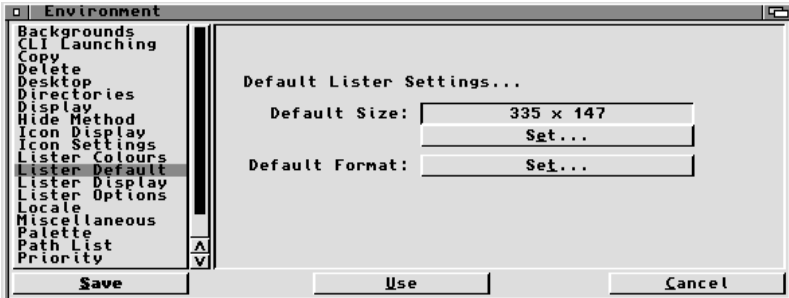 Environment
Backgrounds
CLI Launching
Copy
Delete
Desktop
Directories
Display
Hide Method
Icon Display
Icon Settings
Lister Colours
Lister Default
Lister Display
Lister Options
Locale
Miscellaneous
Palette
Path List
Priority
Default Lister Settings...
Default Size: 335 x 147
Set...
Default Format: Set...
Save Use Cancel